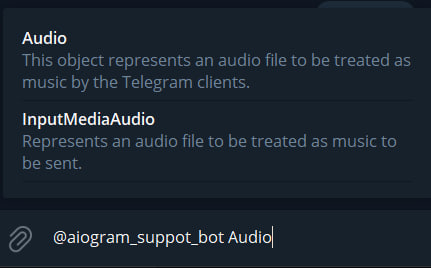 Audio
This object represents an audio file to be treated as
music by the Telegram clients.
InputMediaAudio
Represents an audio file to be treated as music to
be sent.
@aiogram_suppot_bot Audio